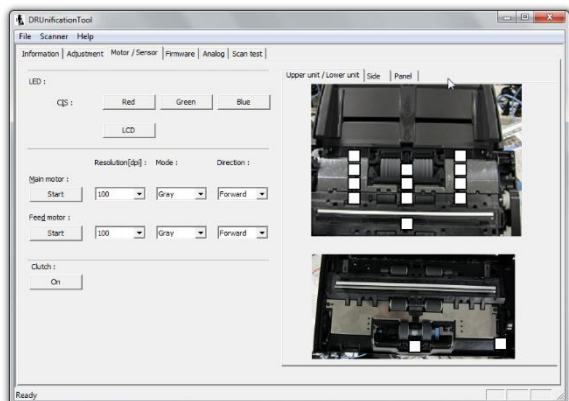 DRUnificationTool
File Scanner Help
Information Adjustment Motor / Sensor Firmware Analog Scan test
LED :
CIS : Red Green Blue
LCD
Resolution[dpi] : Mode : Direction :
Main motor :
Start 100 Gray Forward
Feed motor :
Start 100 Gray Forward
Clutch :
On
Upper unit / Lower unit Side Panel
Ready